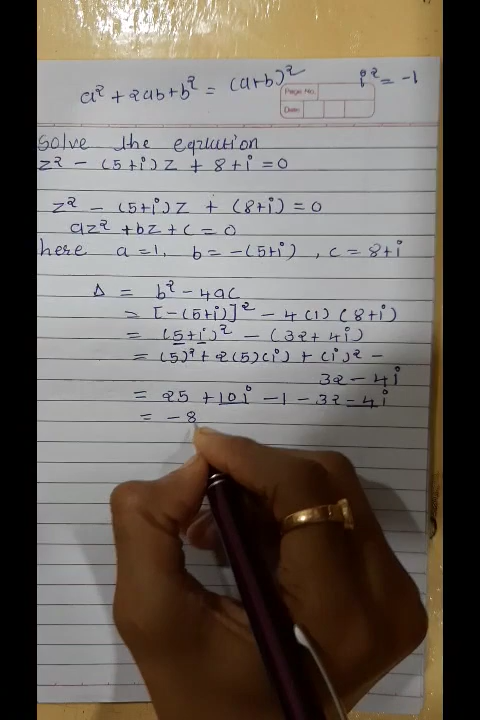 a² + 2ab + b² = (a+b)² i² = -1
Page No.
Date:
Solve the equation
z² - (5+i)z + 8+i = 0
z² - (5+i)z + (8+i) = 0
az² + bz + c = 0
here a = 1, b = -(5+i), c = 8+i
Δ = b² - 4ac
= [-(5+i)]² - 4(1)(8+i)
= (5+i)² - (32 + 4i)
= (5)² + 2(5)(i) + (i)² -
32 - 4i
= 25 + 10i - 1 - 32 - 4i
= -8